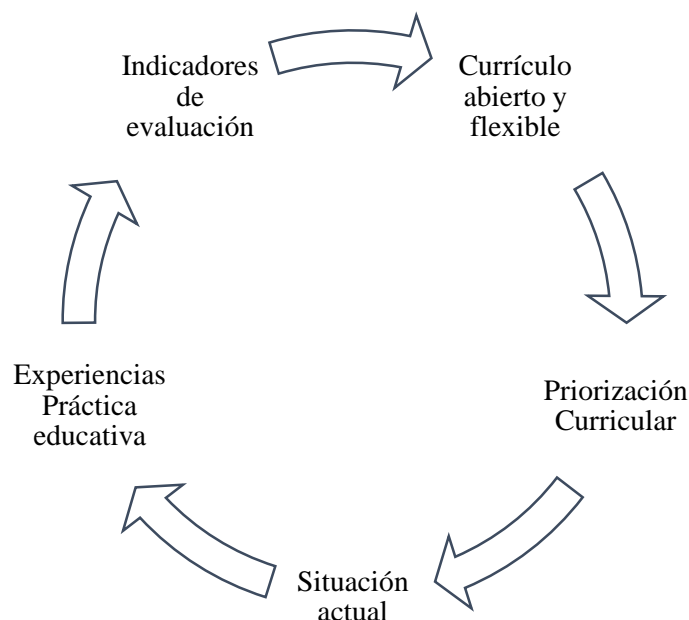 Indicadores
de
evaluación
Currículo
abierto y
flexible
Priorización
Curricular
Situación
actual
Experiencias
Práctica
educativa